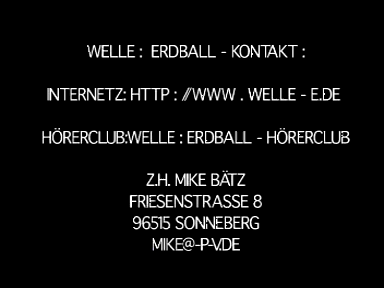 WELLE : ERDBALL - KONTAKT :
INTERNETZ: HTTP : //WWW . WELLE - E.DE
HÖRERCLUB:WELLE : ERDBALL - HÖRERCLUB
Z.H. MIKE BÄTZ
FRIESENSTRASSE 8
96515 SONNEBERG
MIKE@-P-V.DE